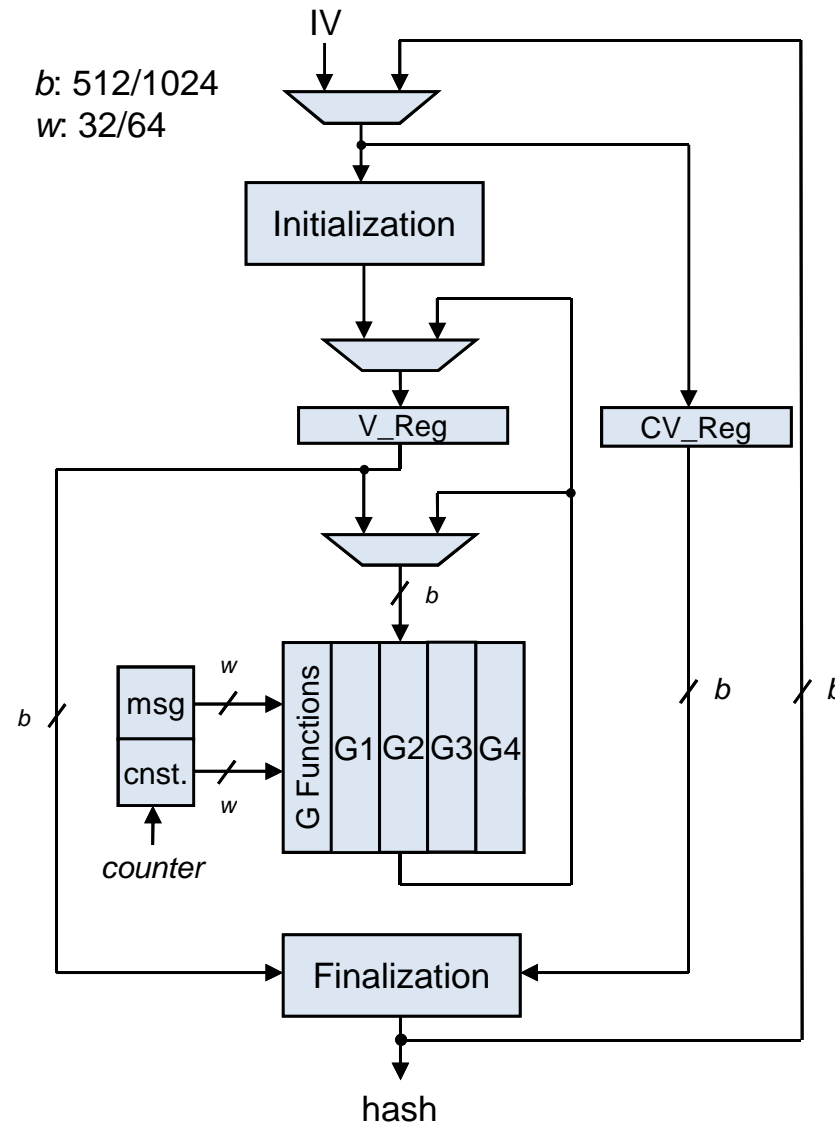 IV
b: 512/1024
w: 32/64
Initialization
V_Reg
CV_Reg
b
w
msg
cnst.
w
counter
G Functions
G1
G2
G3
G4
b
b
b
Finalization
hash